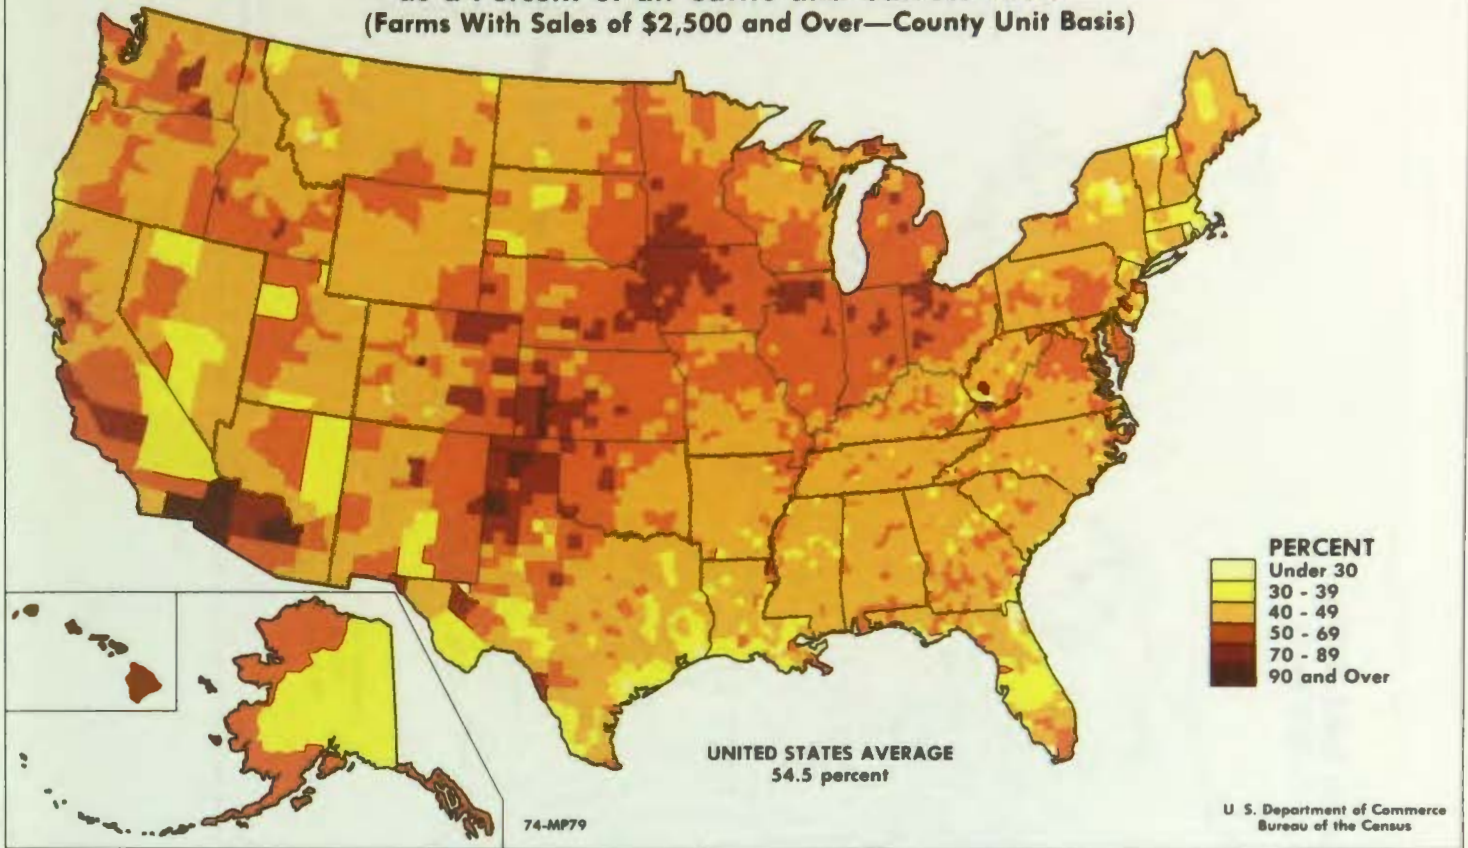 (Farms With Sales of $2,500 and Over—County Unit Basis)
PERCENT
Under 30
30 - 39
40 - 49
50 - 69
70 - 89
90 and Over
UNITED STATES AVERAGE
54.5 percent
74-MP79
U S. Department of Commerce
Bureau of the Census